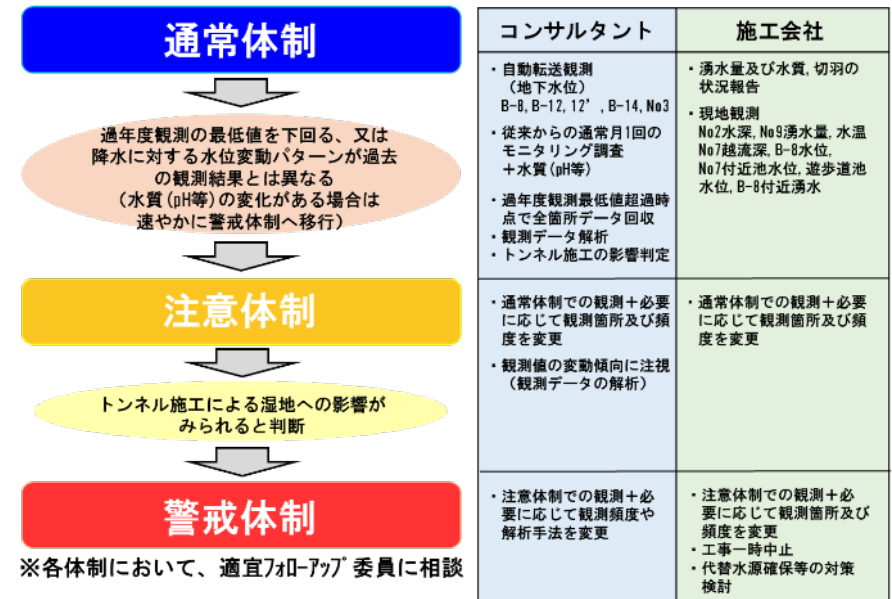 通常体制
過年度観測の最低値を下回る、又は
降水に対する水位変動パターンが過去
の観測結果とは異なる
（水質(pH等)の変化がある場合は
速やかに警戒体制へ移行）
注意体制
トンネル施工による湿地への影響が
みられると判断
警戒体制
※各体制において、適宜ﾌｫﾛｰｱｯﾌﾟ委員に相談
コンサルタント
・自動転送観測
（地下水位）
B-8, B-12, 12’, B-14, No3
・従来からの通常月1回の
モニタリング調査
＋水質(pH等)
・過年度観測最低値超過時
点で全箇所データ回収
・観測データ解析
・トンネル施工の影響判定
・通常体制での観測＋必要
に応じて観測箇所及び頻
度を変更
・観測値の変動傾向に注視
（観測データの解析）
・注意体制での観測＋必
要に応じて観測頻度や
解析手法を変更
施工会社
・湧水量及び水質, 切羽の
状況報告
・現地観測
No2水深, No9湧水量, 水温
No7越流深, B-8水位,
No7付近池水位, 遊歩道池
水位, B-8付近湧水
・通常体制での観測＋必要
に応じて観測箇所及び頻
度を変更
・注意体制での観測＋必
要に応じて観測箇所及び
頻度を変更
・工事一時中止
・代替水源確保等の対策
検討